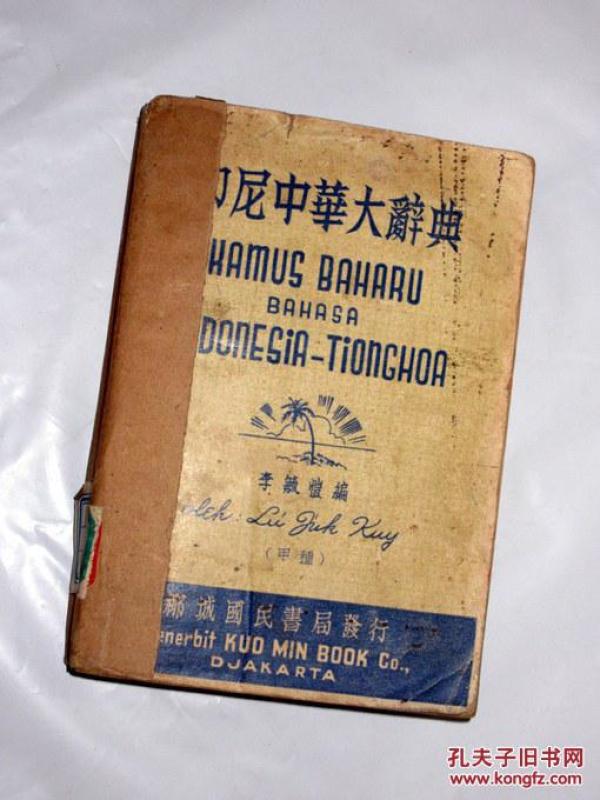 印尼中華大辭典
KAMUS BAHARU
BAHASA
DONESIA-TIONGHOA
李毓愷編
oleh: Lie Juk Kuy
(甲種)
椰城國民書局發行
enerbit KUO MIN BOOK Co.,
DJAKARTA
孔夫子旧书网
www.kongfz.com